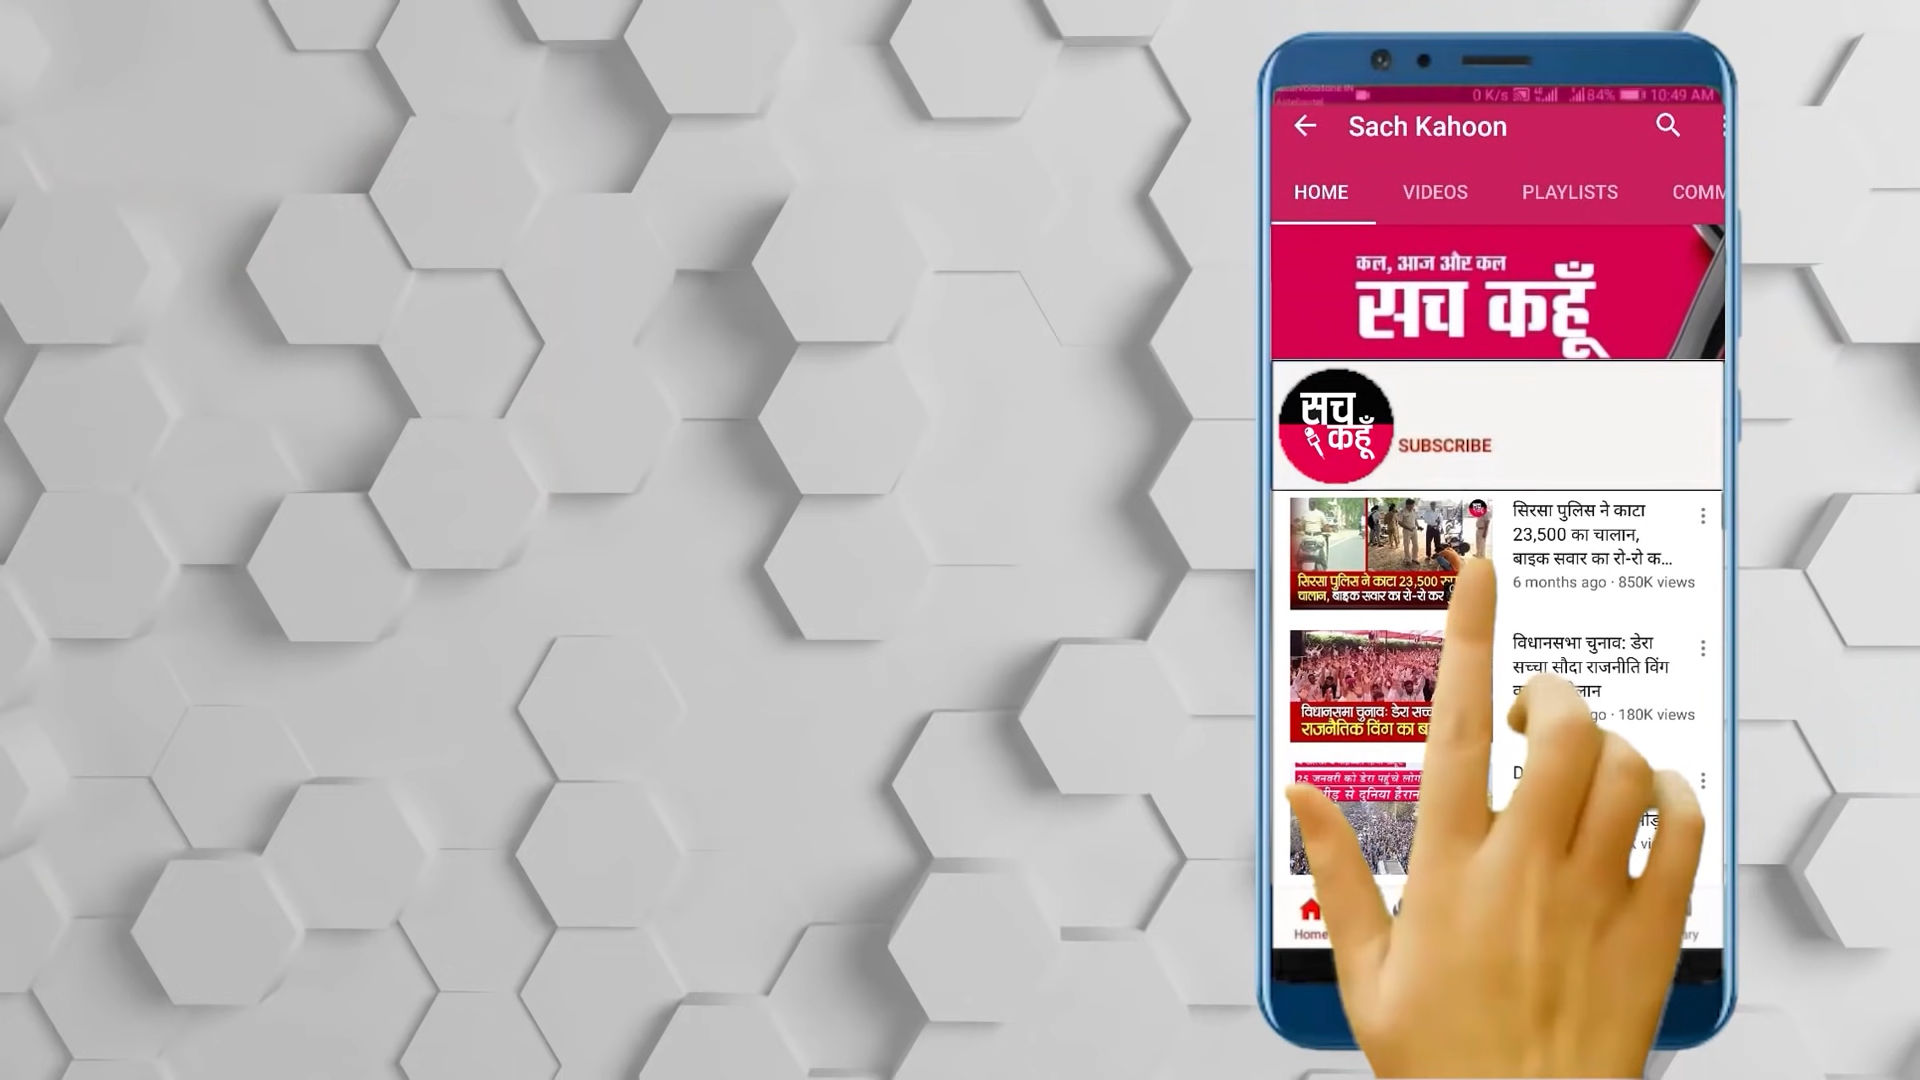 0 K/s 84% 10:49 AM
Sach Kahoon
HOME VIDEOS PLAYLISTS COMM
कल, आज और कल
सच कहूँ
सच
कहूँ
SUBSCRIBE
सिरसा पुलिस ने काटा 23,500
चालान, बाइक सवार का रो-रो कर
सिरसा पुलिस ने काटा
23,500 का चालान,
बाइक सवार का रो-रो क...
6 months ago · 850K views
विधानसभा चुनाव: डेरा
राजनैतिक विंग का
विधानसभा चुनाव: डेरा
सच्चा सौदा राजनीति विंग
go · 180K views
25 जनवरी को डेरा पहुंचे
से दुनिया हैरान
Home